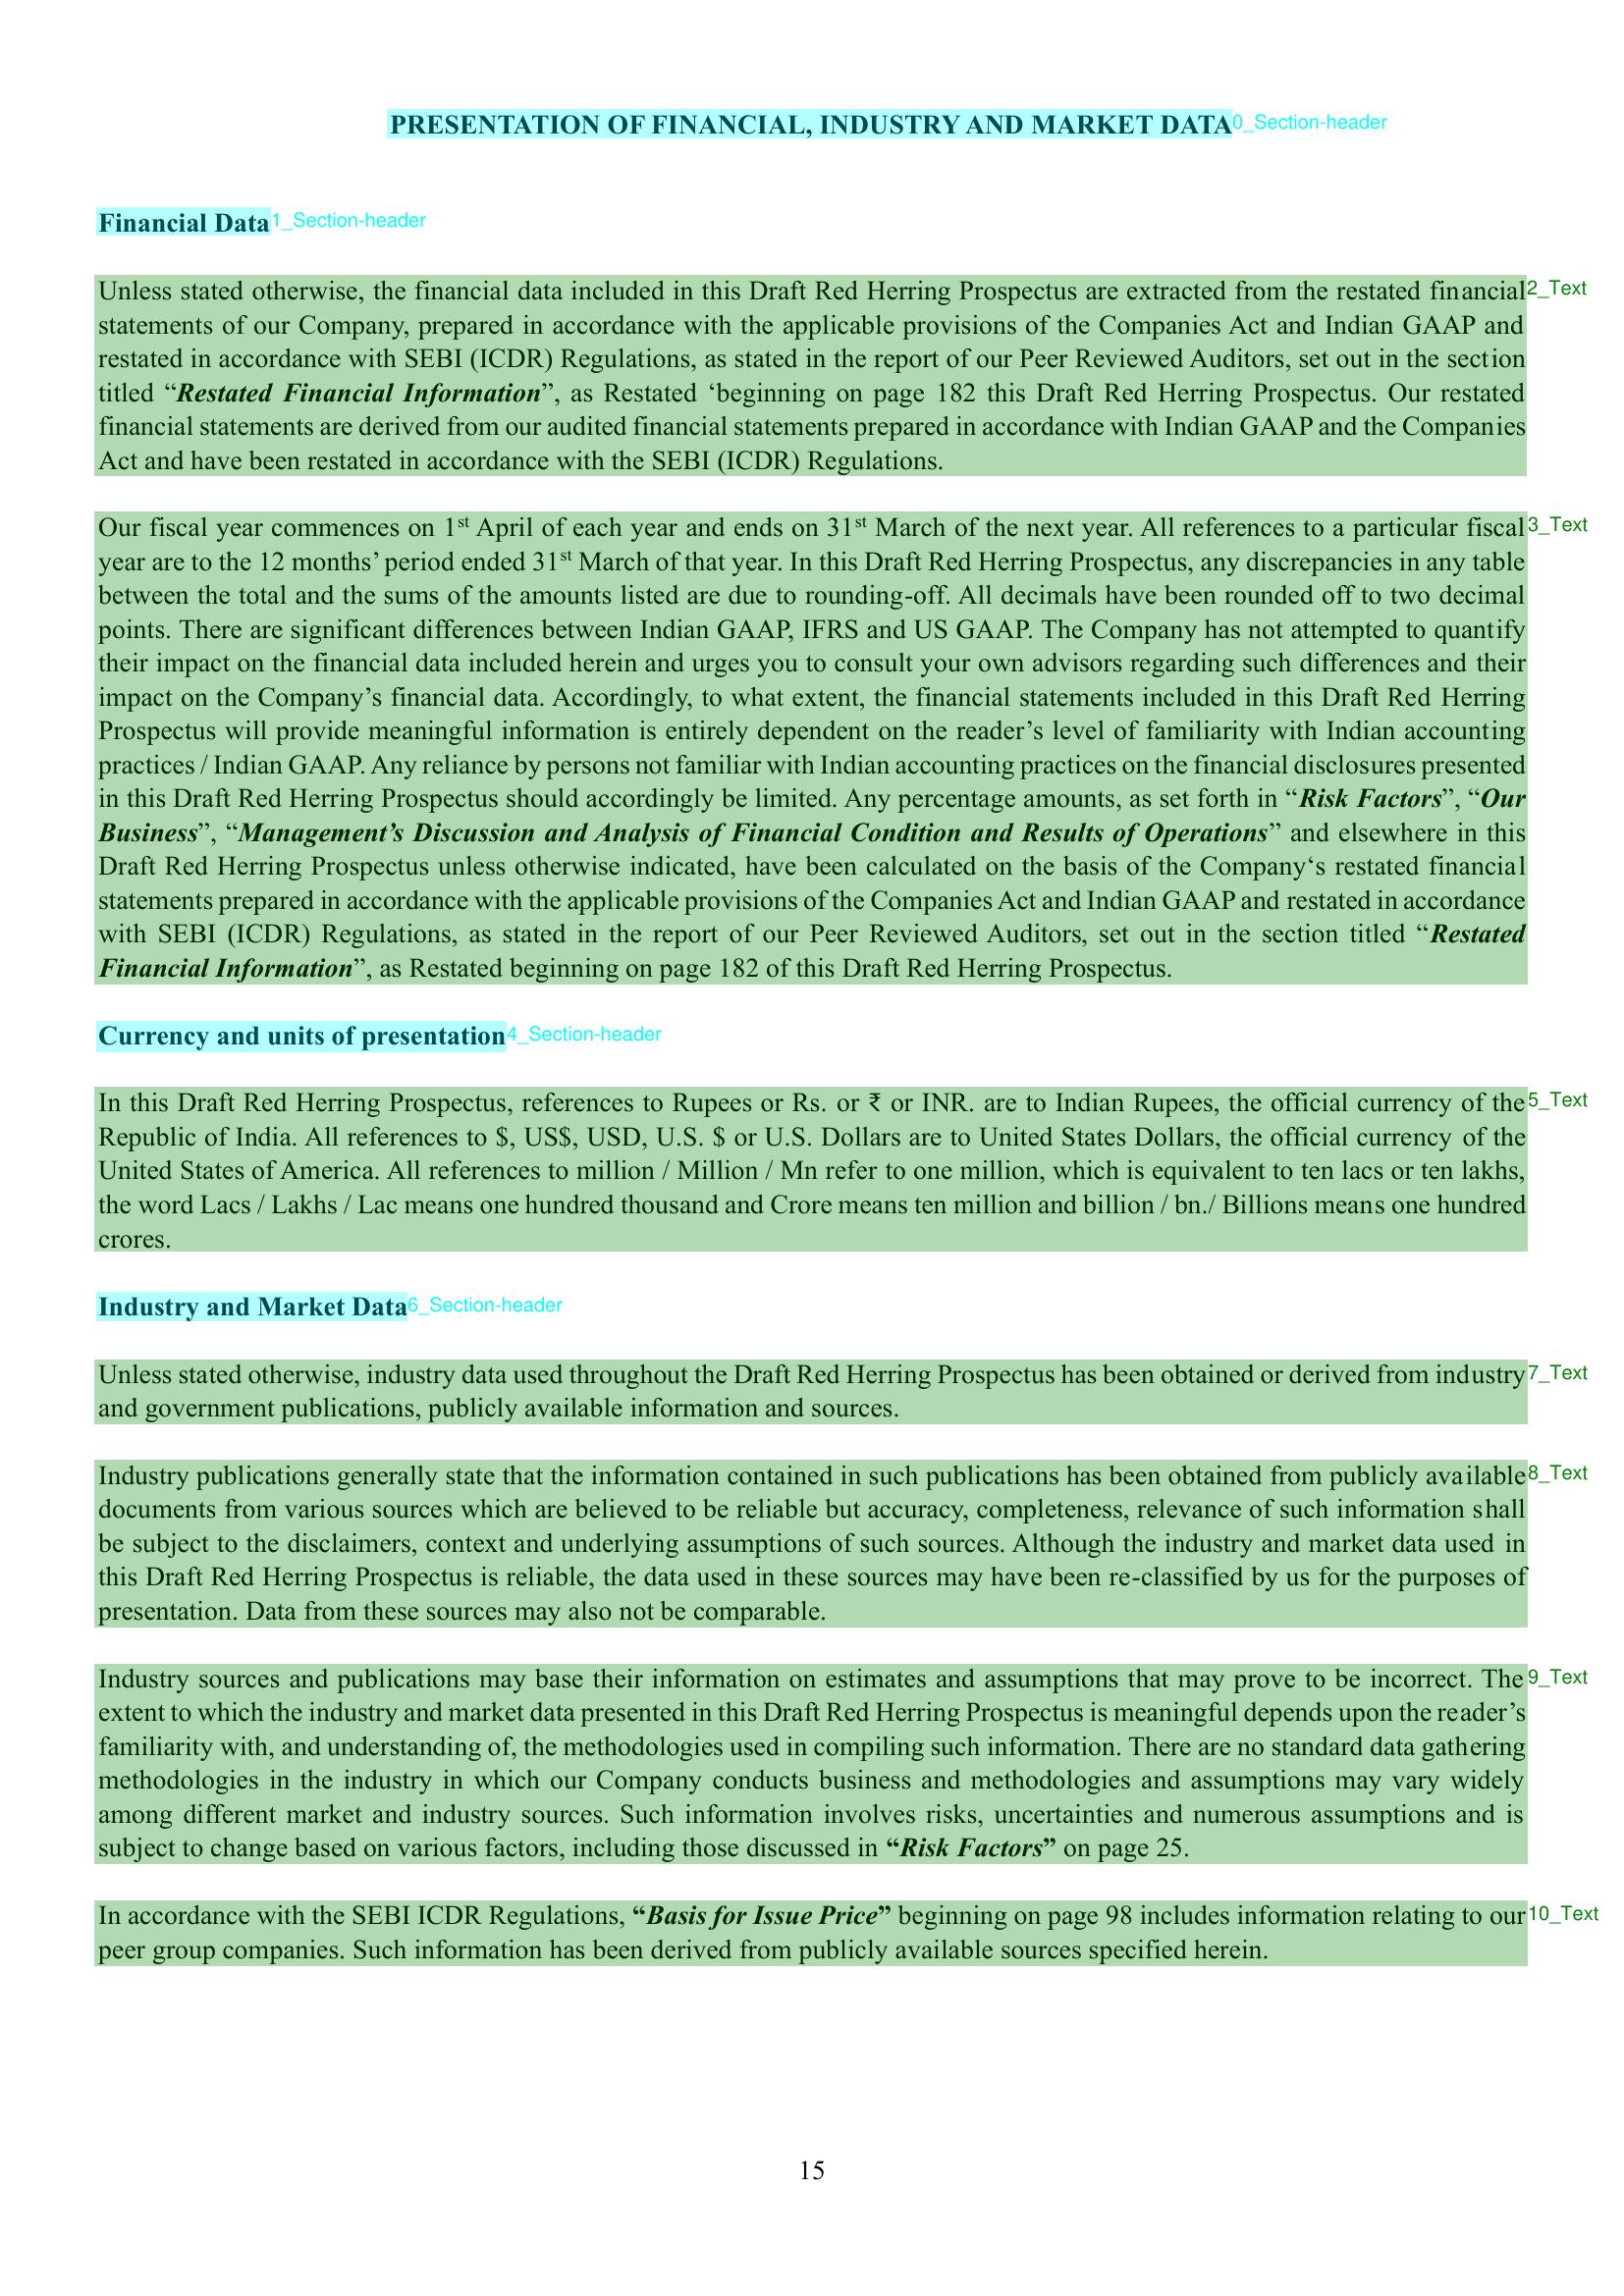 PRESENTATION OF FINANCIAL, INDUSTRY AND MARKET DATA 0_Section-header
Financial Data 1_Section-header
Unless stated otherwise, the financial data included in this Draft Red Herring Prospectus are extracted from the restated financial 2_Text
statements of our Company, prepared in accordance with the applicable provisions of the Companies Act and Indian GAAP and
restated in accordance with SEBI (ICDR) Regulations, as stated in the report of our Peer Reviewed Auditors, set out in the section
titled “Restated Financial Information”, as Restated ‘beginning on page 182 this Draft Red Herring Prospectus. Our restated
financial statements are derived from our audited financial statements prepared in accordance with Indian GAAP and the Companies
Act and have been restated in accordance with the SEBI (ICDR) Regulations.
Our fiscal year commences on 1st April of each year and ends on 31st March of the next year. All references to a particular fiscal 3_Text
year are to the 12 months’ period ended 31st March of that year. In this Draft Red Herring Prospectus, any discrepancies in any table
between the total and the sums of the amounts listed are due to rounding-off. All decimals have been rounded off to two decimal
points. There are significant differences between Indian GAAP, IFRS and US GAAP. The Company has not attempted to quantify
their impact on the financial data included herein and urges you to consult your own advisors regarding such differences and their
impact on the Company’s financial data. Accordingly, to what extent, the financial statements included in this Draft Red Herring
Prospectus will provide meaningful information is entirely dependent on the reader’s level of familiarity with Indian accounting
practices / Indian GAAP. Any reliance by persons not familiar with Indian accounting practices on the financial disclosures presented
in this Draft Red Herring Prospectus should accordingly be limited. Any percentage amounts, as set forth in “Risk Factors”, “Our
Business”, “Management’s Discussion and Analysis of Financial Condition and Results of Operations” and elsewhere in this
Draft Red Herring Prospectus unless otherwise indicated, have been calculated on the basis of the Company‘s restated financial
statements prepared in accordance with the applicable provisions of the Companies Act and Indian GAAP and restated in accordance
with SEBI (ICDR) Regulations, as stated in the report of our Peer Reviewed Auditors, set out in the section titled “Restated
Financial Information”, as Restated beginning on page 182 of this Draft Red Herring Prospectus.
Currency and units of presentation 4_Section-header
In this Draft Red Herring Prospectus, references to Rupees or Rs. or ₹ or INR. are to Indian Rupees, the official currency of the 5_Text
Republic of India. All references to $, US$, USD, U.S. $ or U.S. Dollars are to United States Dollars, the official currency of the
United States of America. All references to million / Million / Mn refer to one million, which is equivalent to ten lacs or ten lakhs,
the word Lacs / Lakhs / Lac means one hundred thousand and Crore means ten million and billion / bn./ Billions means one hundred
crores.
Industry and Market Data 6_Section-header
Unless stated otherwise, industry data used throughout the Draft Red Herring Prospectus has been obtained or derived from industry 7_Text
and government publications, publicly available information and sources.
Industry publications generally state that the information contained in such publications has been obtained from publicly available 8_Text
documents from various sources which are believed to be reliable but accuracy, completeness, relevance of such information shall
be subject to the disclaimers, context and underlying assumptions of such sources. Although the industry and market data used in
this Draft Red Herring Prospectus is reliable, the data used in these sources may have been re-classified by us for the purposes of
presentation. Data from these sources may also not be comparable.
Industry sources and publications may base their information on estimates and assumptions that may prove to be incorrect. The 9_Text
extent to which the industry and market data presented in this Draft Red Herring Prospectus is meaningful depends upon the reader’s
familiarity with, and understanding of, the methodologies used in compiling such information. There are no standard data gathering
methodologies in the industry in which our Company conducts business and methodologies and assumptions may vary widely
among different market and industry sources. Such information involves risks, uncertainties and numerous assumptions and is
subject to change based on various factors, including those discussed in “Risk Factors” on page 25.
In accordance with the SEBI ICDR Regulations, “Basis for Issue Price” beginning on page 98 includes information relating to our 10_Text
peer group companies. Such information has been derived from publicly available sources specified herein.
15